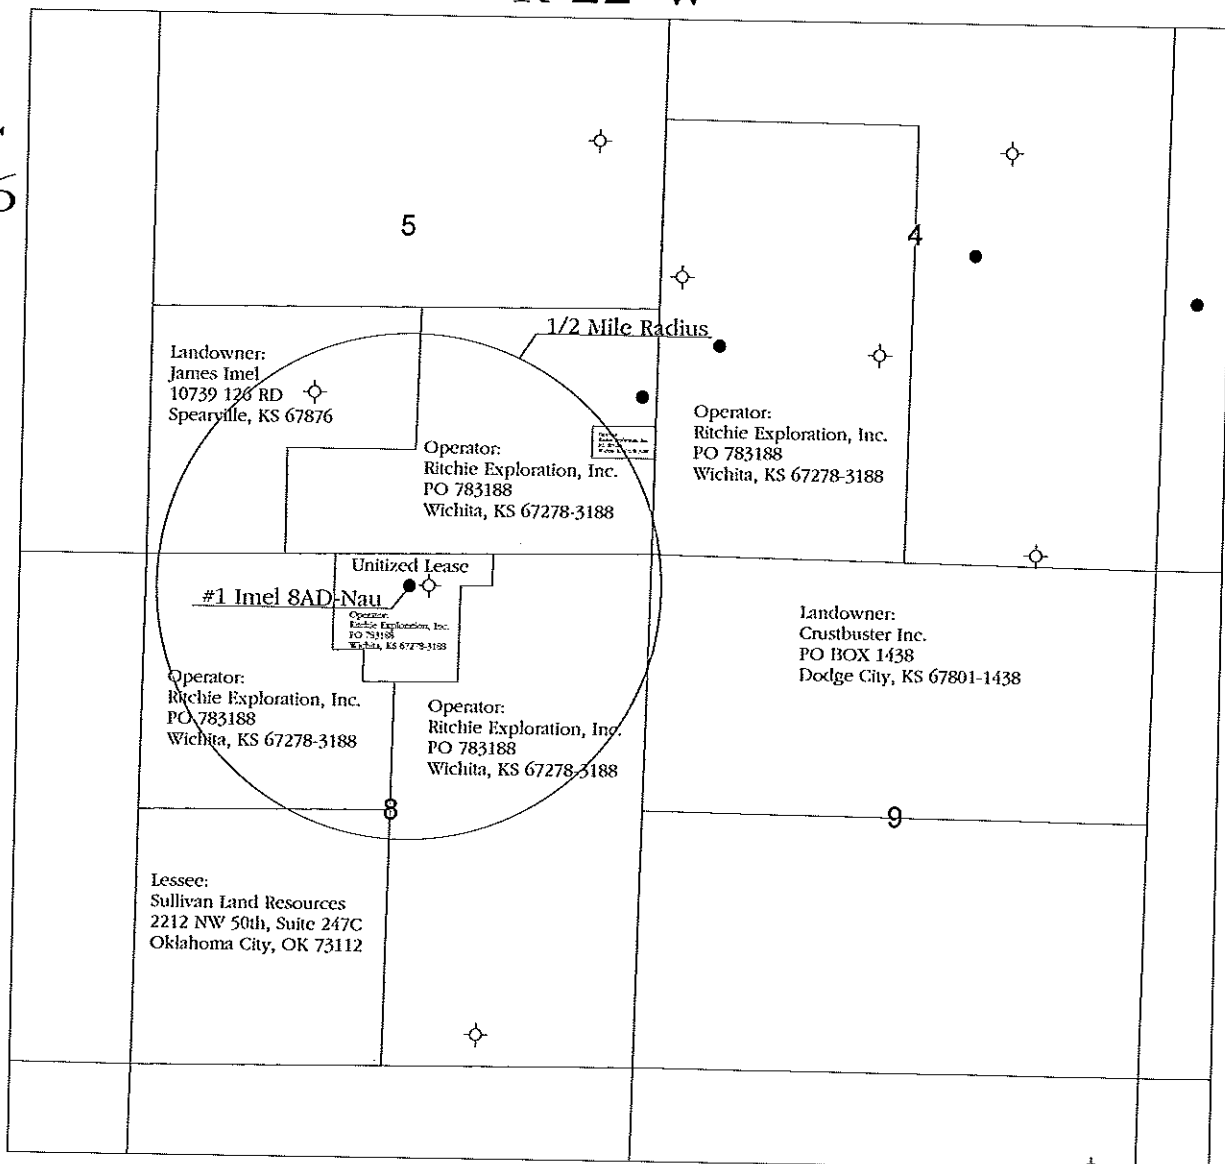 5
4
1/2 Mile Radius
Landowner:
James Imel
10739 126 RD
Spearville, KS 67876
Operator:
Ritchie Exploration, Inc.
PO 783188
Wichita, KS 67278-3188
Operator:
Ritchie Exploration, Inc.
PO 783188
Wichita, KS 67278-3188
Unitized Lease
#1 Imel 8AD-Nau
Operator:
Ritchie Exploration, Inc.
PO 783188
Wichita, KS 67278-3188
Landowner:
Crustbuster Inc.
PO BOX 1438
Dodge City, KS 67801-1438
Operator:
Ritchie Exploration, Inc.
PO 783188
Wichita, KS 67278-3188
Operator:
Ritchie Exploration, Inc.
PO 783188
Wichita, KS 67278-3188
8
9
Lessee:
Sullivan Land Resources
2212 NW 50th, Suite 247C
Oklahoma City, OK 73112